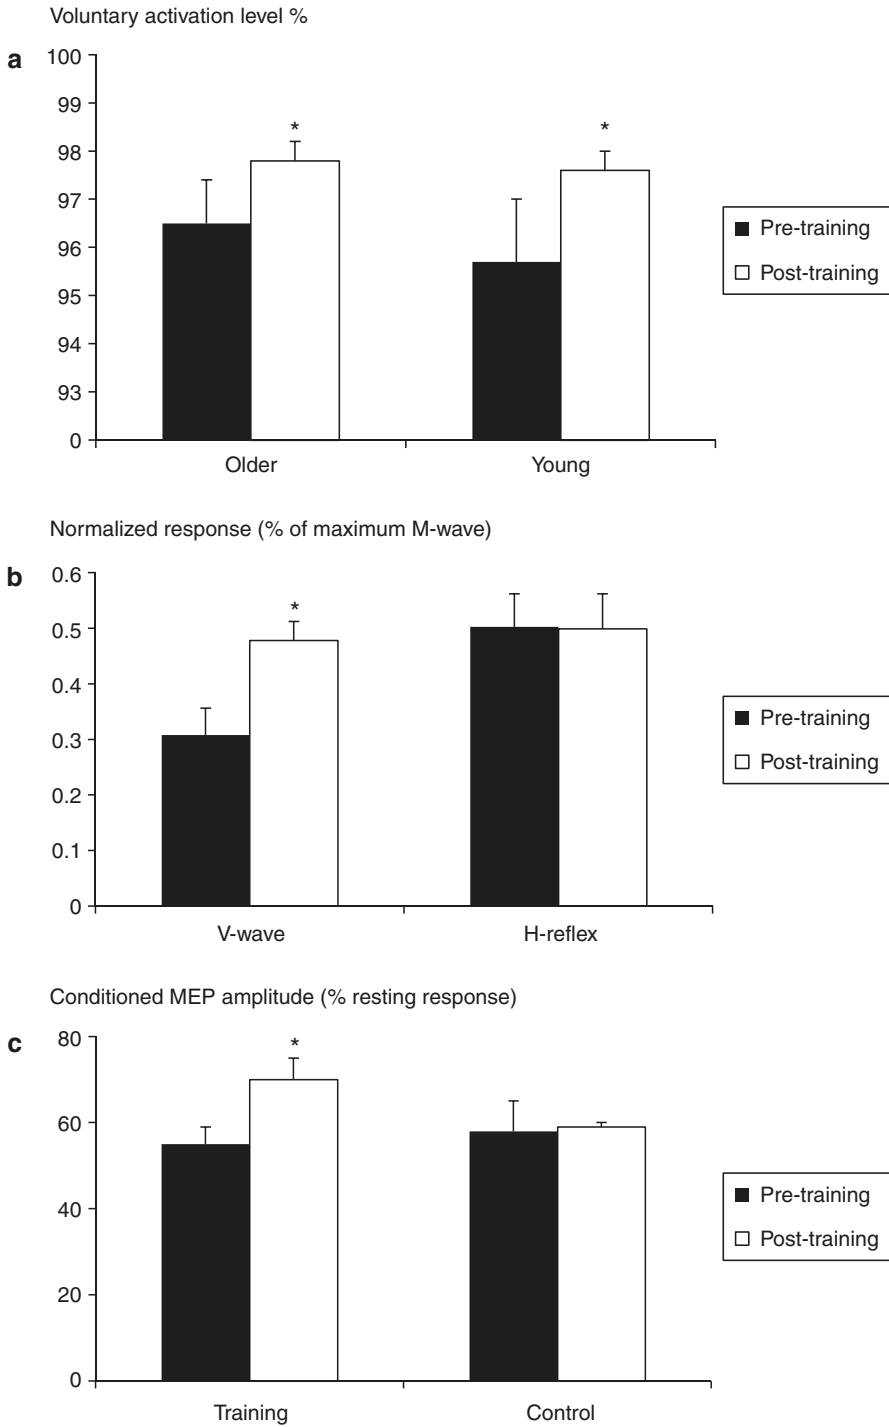 Voluntary activation level %
a
100
99
98
97
96
95
94
93
0
*
*
Older
Young
Pre-training
Post-training
Normalized response (% of maximum M-wave)
b
0.6
0.5
0.4
0.3
0.2
0.1
0
*
V-wave
H-reflex
Pre-training
Post-training
Conditioned MEP amplitude (% resting response)
c
80
60
40
20
0
*
Training
Control
Pre-training
Post-training